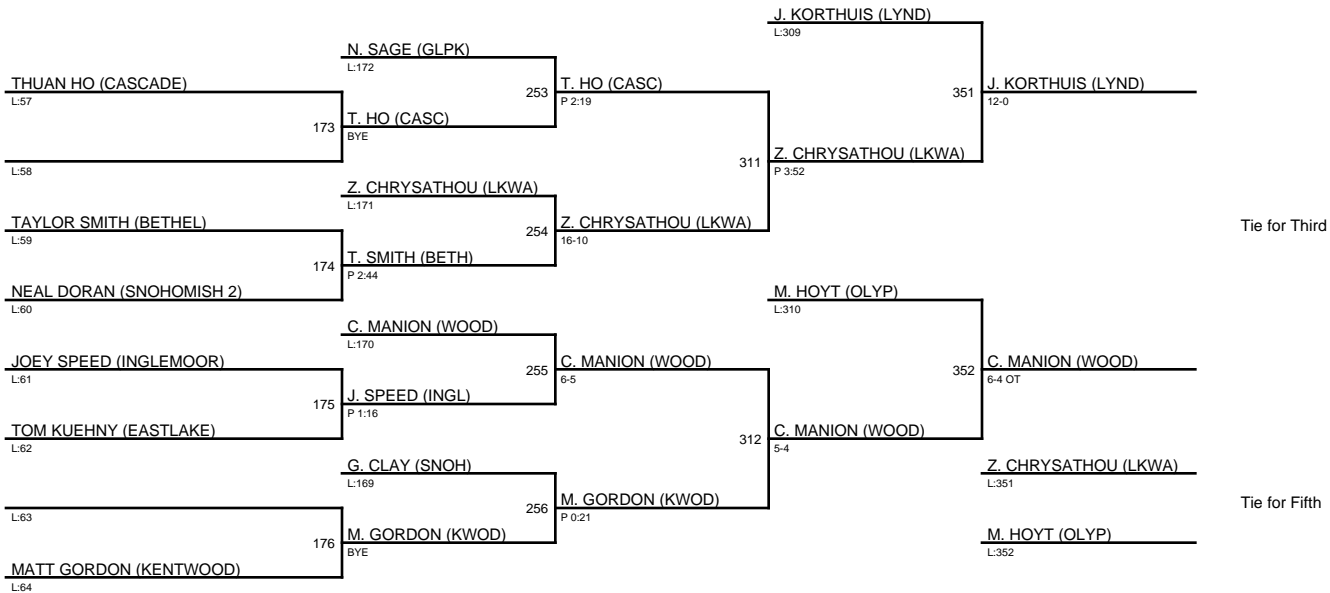 J. KORTHUIS (LYND)
L:309
N. SAGE (GLPK)
L:172
THUAN HO (CASCADE)
L:57
253
T. HO (CASC)
P 2:19
351
J. KORTHUIS (LYND)
12-0
173
T. HO (CASC)
BYE
L:58
311
Z. CHRYSATHOU (LKWA)
P 3:52
Z. CHRYSATHOU (LKWA)
L:171
TAYLOR SMITH (BETHEL)
L:59
254
Z. CHRYSATHOU (LKWA)
16-10
Tie for Third
174
T. SMITH (BETH)
P 2:44
NEAL DORAN (SNOHOMISH 2)
L:60
M. HOYT (OLYP)
L:310
C. MANION (WOOD)
L:170
JOEY SPEED (INGLEMOOR)
L:61
255
C. MANION (WOOD)
6-5
352
C. MANION (WOOD)
6-4 OT
175
J. SPEED (INGL)
P 1:16
TOM KUEHNY (EASTLAKE)
L:62
312
C. MANION (WOOD)
5-4
G. CLAY (SNOH)
L:169
Z. CHRYSATHOU (LKWA)
L:351
L:63
256
M. GORDON (KWOD)
P 0:21
Tie for Fifth
176
M. GORDON (KWOD)
BYE
M. HOYT (OLYP)
L:352
MATT GORDON (KENTWOOD)
L:64